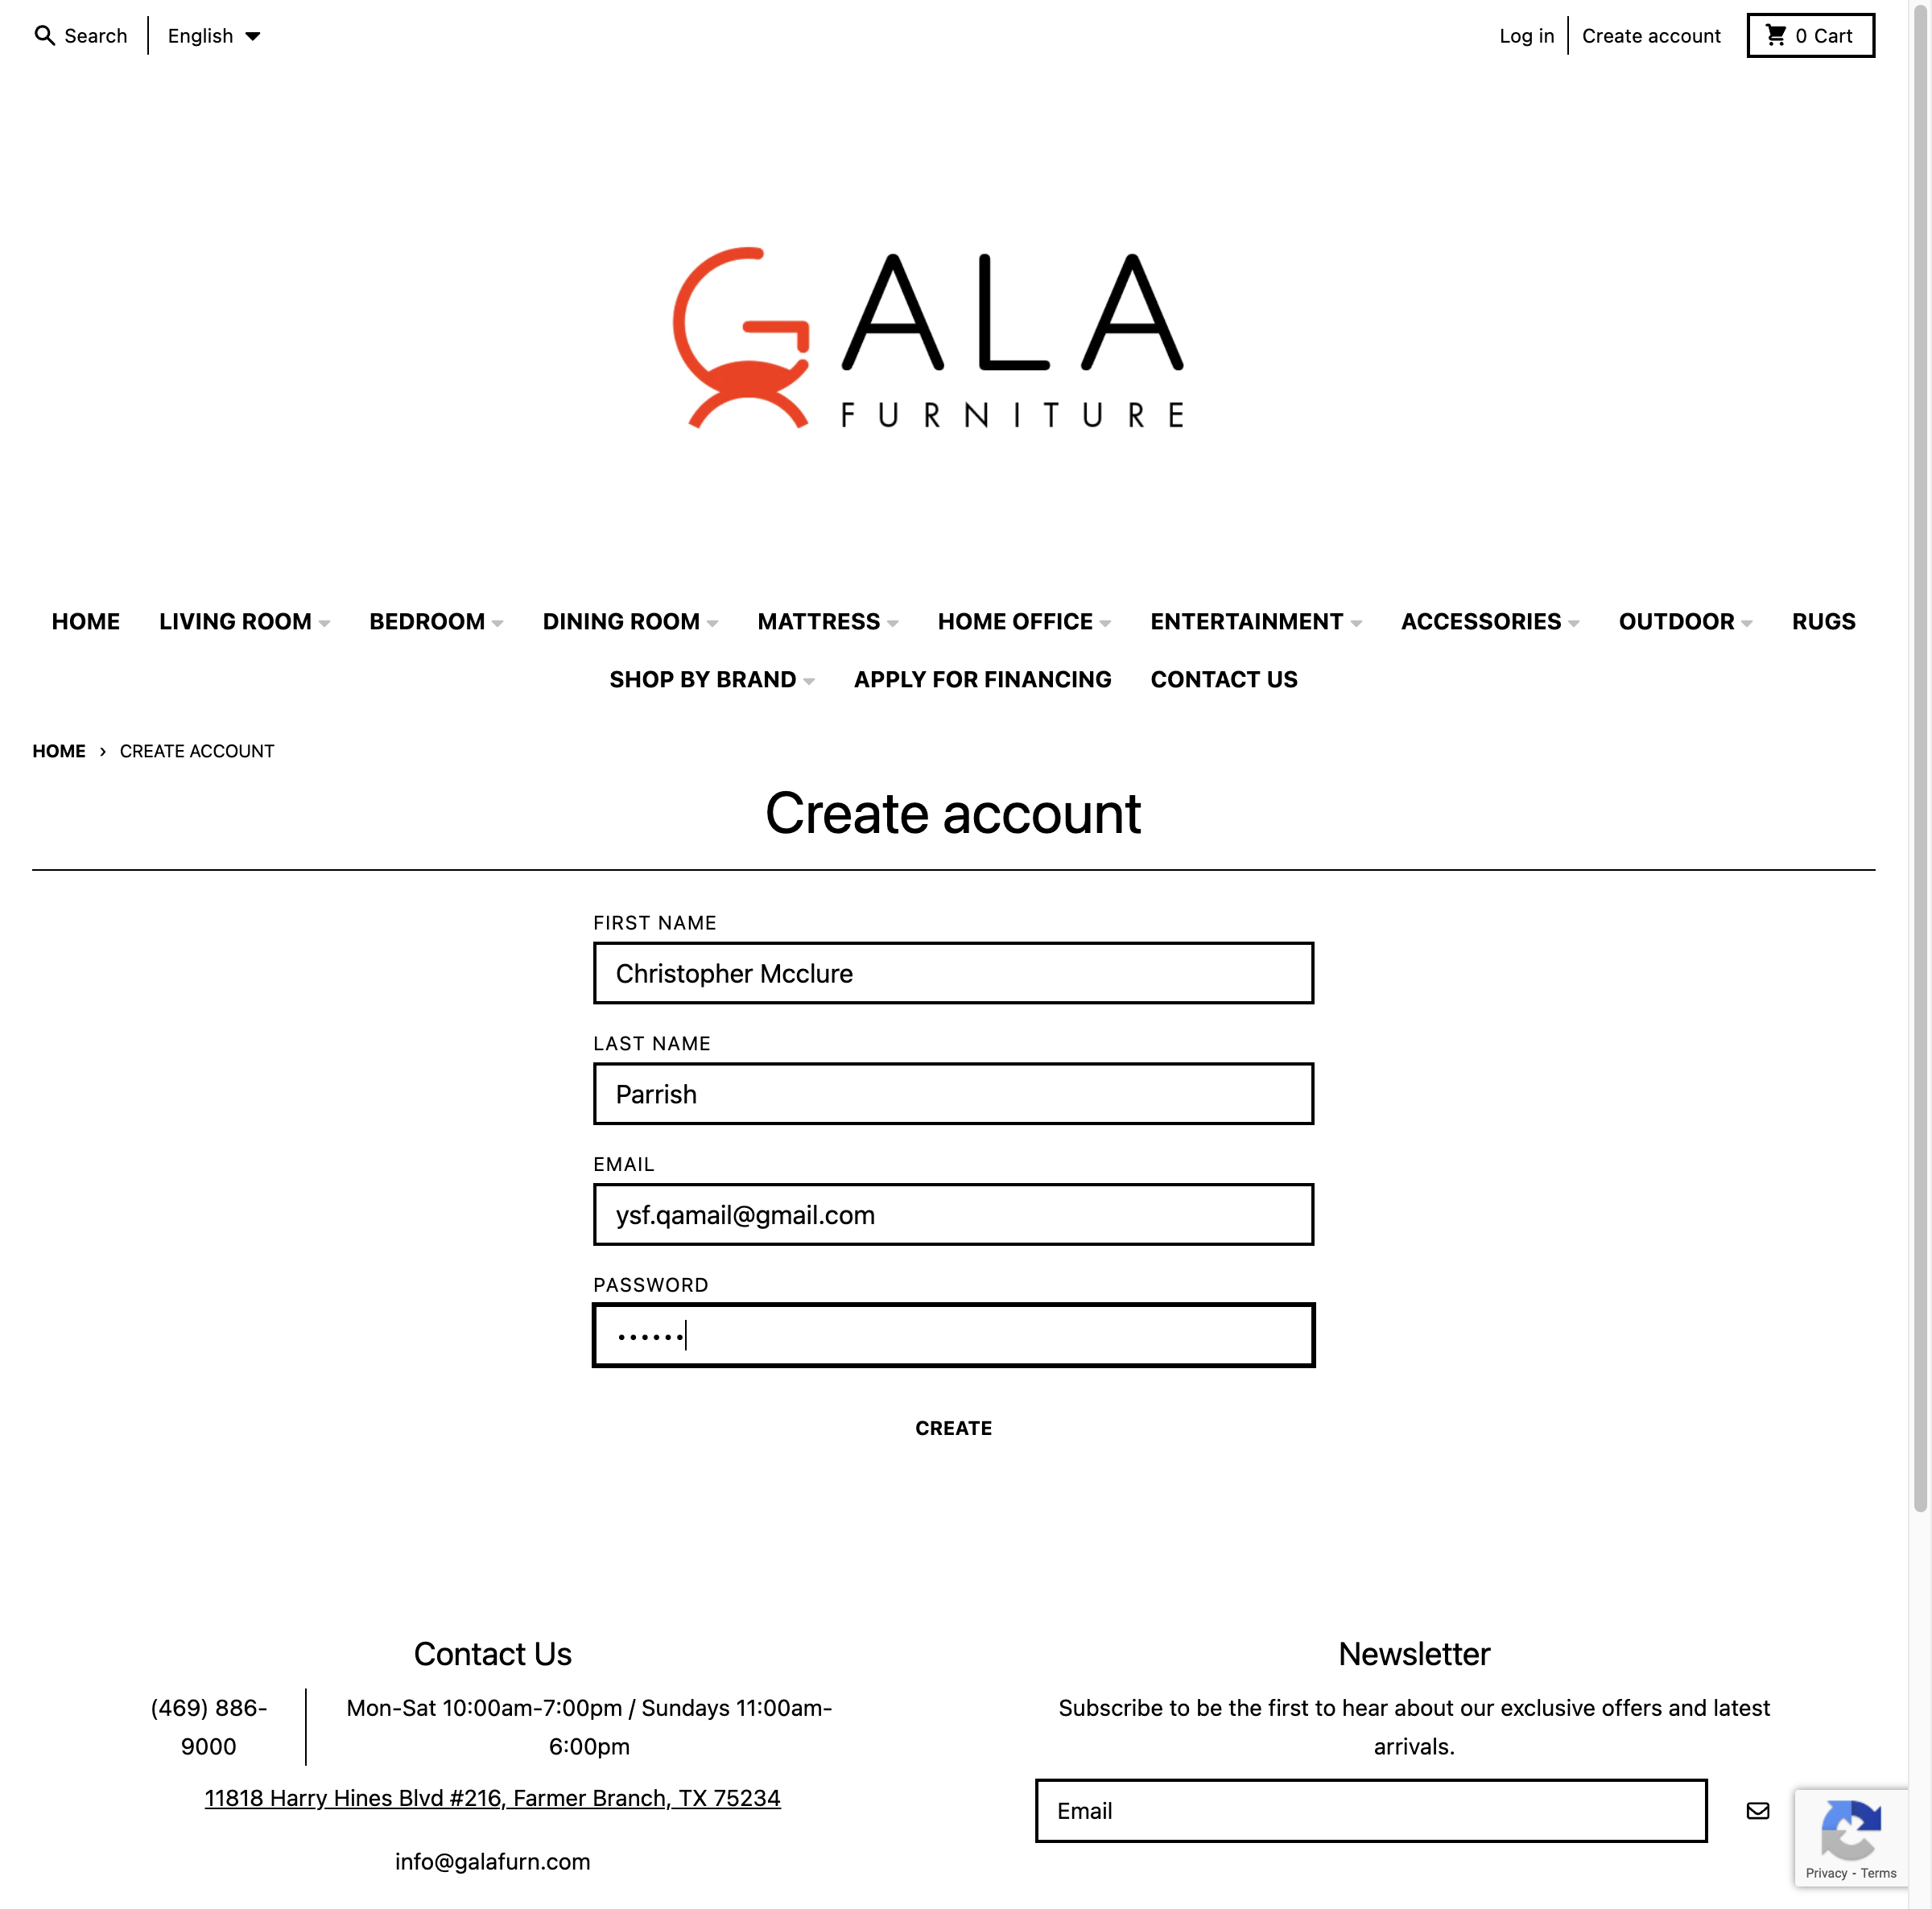 Search
English
Log in
Create account
0 Cart
GALA
FURNITURE
HOME LIVING ROOM BEDROOM DINING ROOM MATTRESS HOME OFFICE ENTERTAINMENT ACCESSORIES OUTDOOR RUGS
SHOP BY BRAND APPLY FOR FINANCING CONTACT US
HOME › CREATE ACCOUNT
Create account
FIRST NAME
Christopher Mcclure
LAST NAME
Parrish
EMAIL
ysf.qamail@gmail.com
PASSWORD
••••••
CREATE
Contact Us
(469) 886-
9000
Mon-Sat 10:00am-7:00pm / Sundays 11:00am-
6:00pm
11818 Harry Hines Blvd #216, Farmer Branch, TX 75234
info@galafurn.com
Newsletter
Subscribe to be the first to hear about our exclusive offers and latest
arrivals.
Email
Privacy - Terms